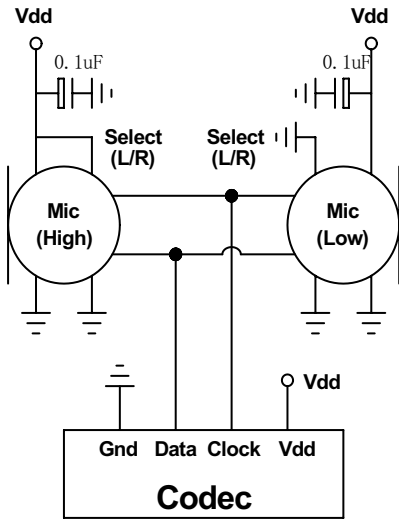 Vdd Vdd
0.1uF 0.1uF
Select Select
(L/R) (L/R)
Mic Mic
(High) (Low)
Vdd
Gnd Data Clock Vdd
Codec